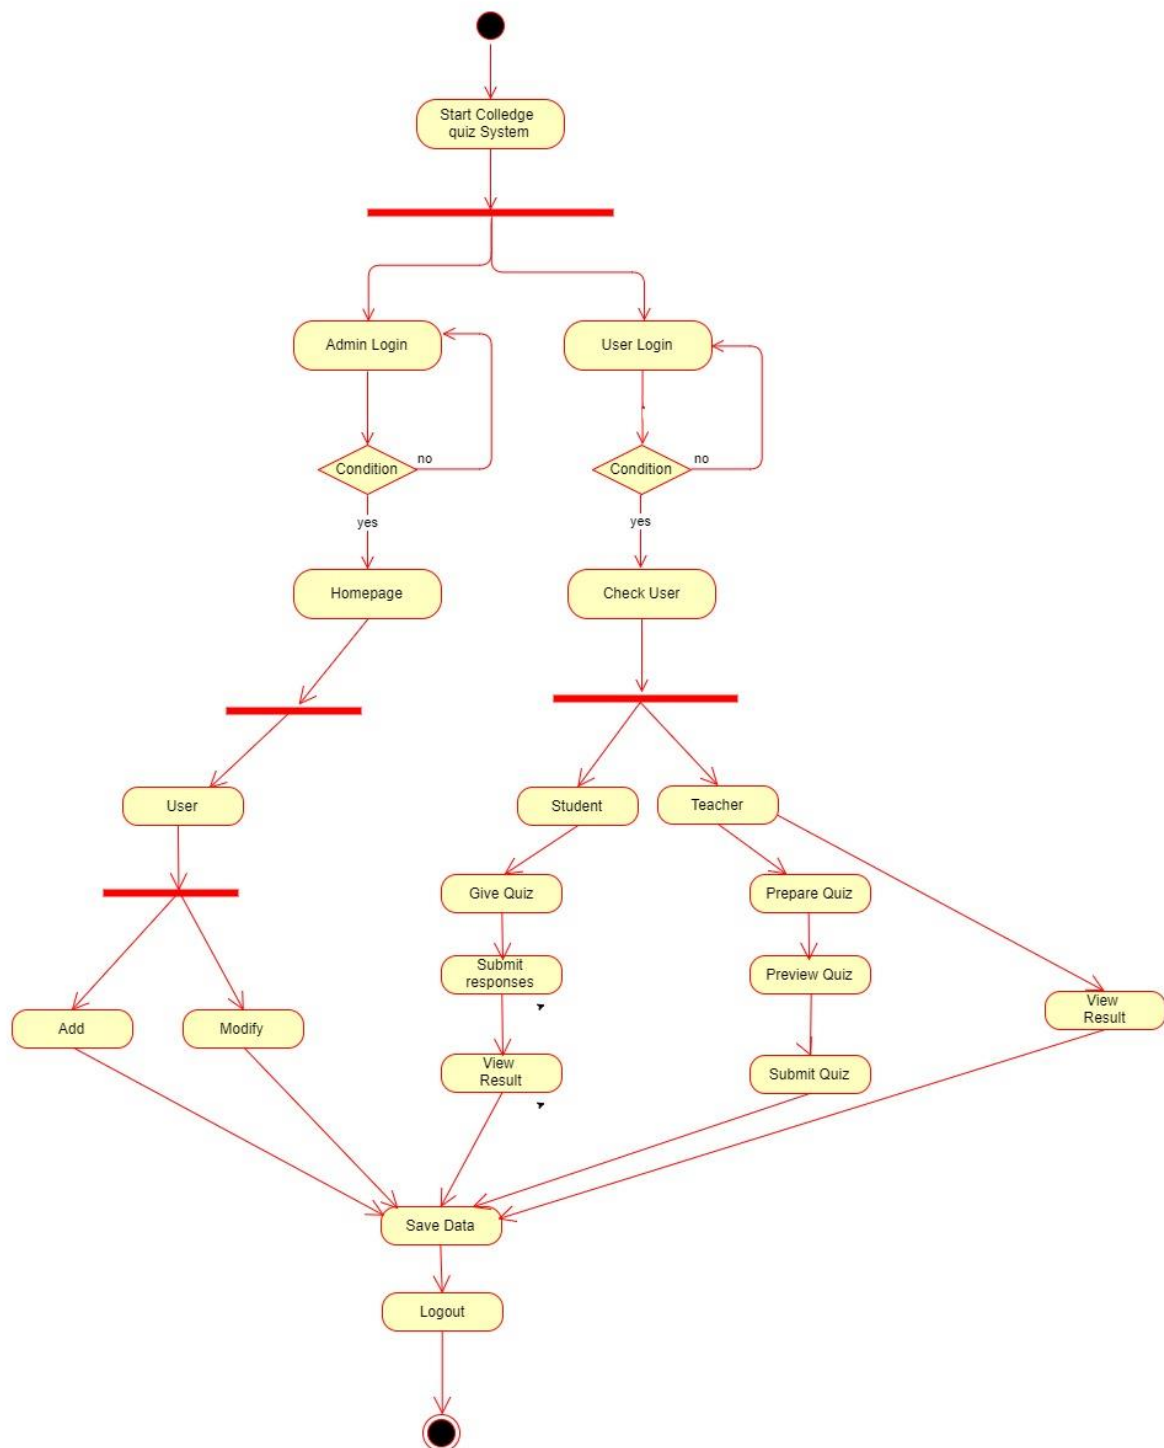 Start Colledge
quiz System
Admin Login
User Login
Condition
no
Condition
no
yes
yes
Homepage
Check User
User
Student
Teacher
Give Quiz
Prepare Quiz
Submit
responses
Preview Quiz
View
Result
Add
Modify
View
Result
Submit Quiz
Save Data
Logout